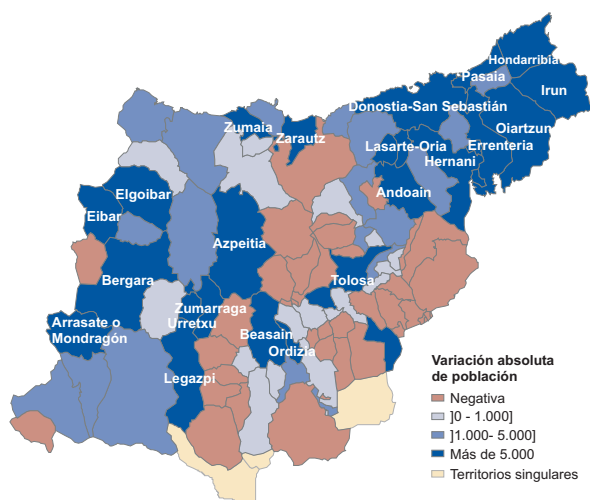 Hondarribia
Pasaia
Irun
Donostia-San Sebastián
Oiartzun
Zumaia
Zarautz
Lasarte-Oria
Errenteria
Hernani
Andoain
Elgoibar
Eibar
Azpeitia
Bergara
Tolosa
Zumarraga
Urretxu
Arrasate o
Mondragón
Beasain
Ordizia
Legazpi
Variación absoluta
de población
Negativa
]0 - 1.000]
]1.000- 5.000]
Más de 5.000
Territorios singulares